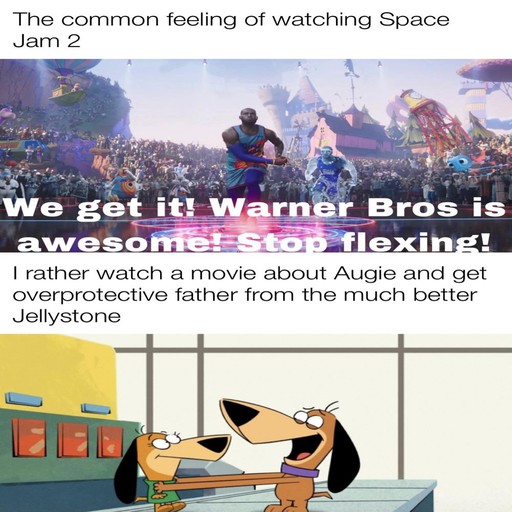 The common feeling of watching Space
Jam 2
We get it! Warner Bros is
awesome! Stop flexing!
I rather watch a movie about Augie and get
overprotective father from the much better
Jellystone